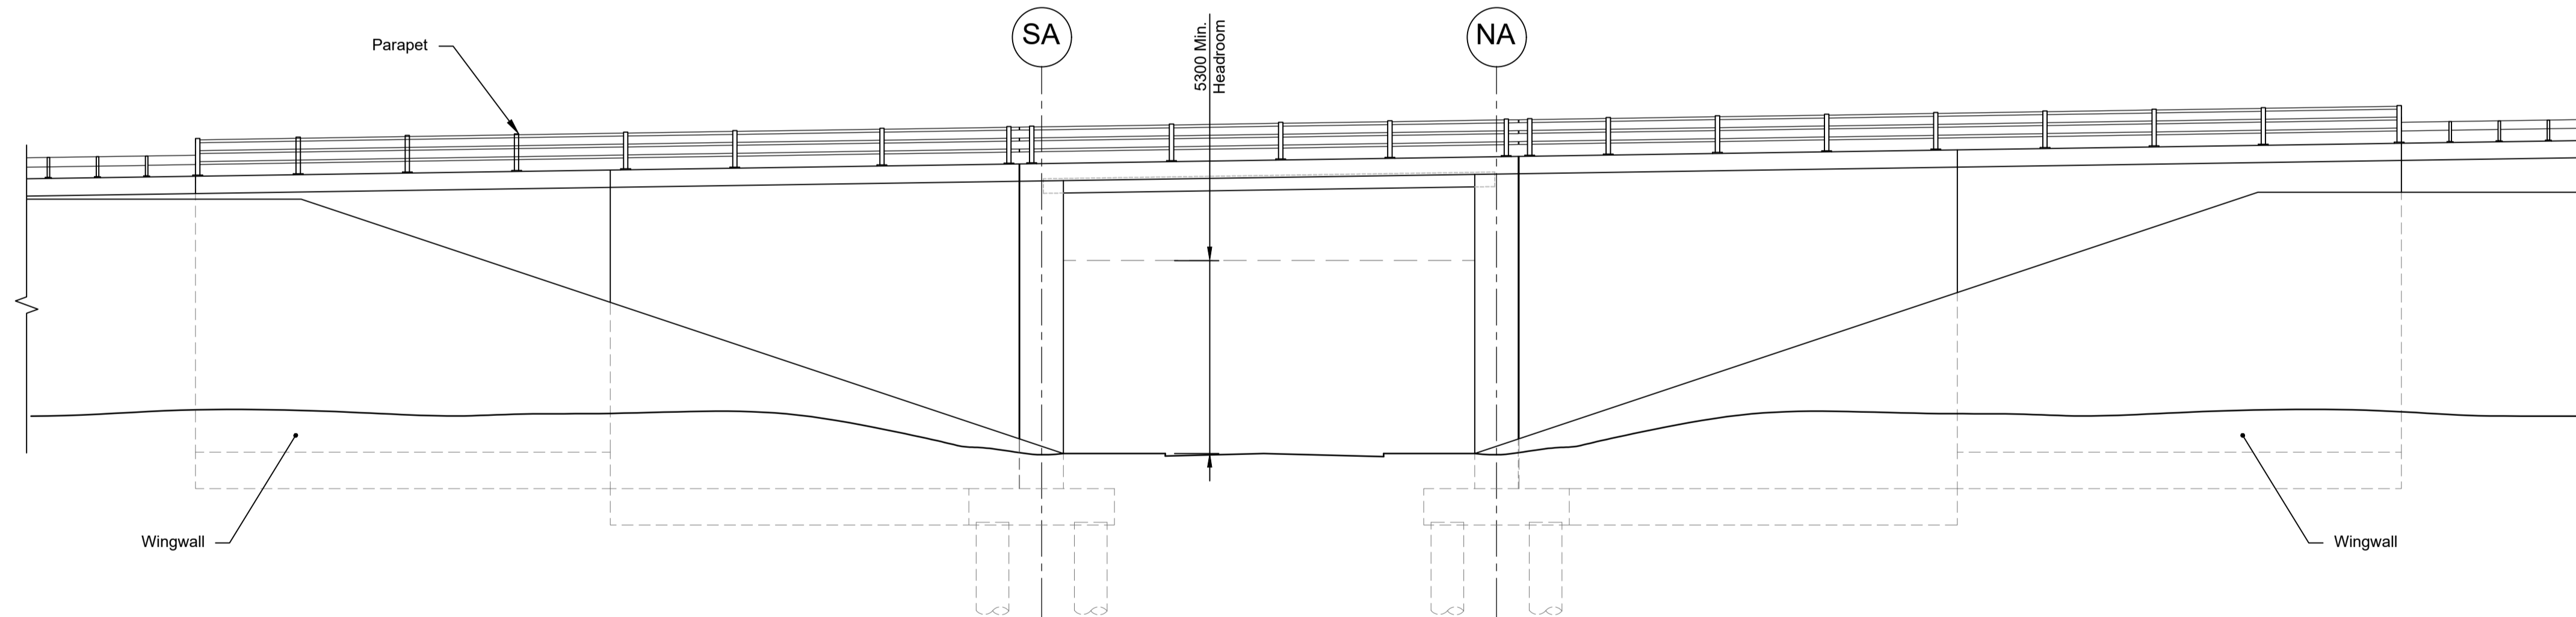 SA
NA
5300 Min.
Headroom
Parapet
Wingwall
Wingwall